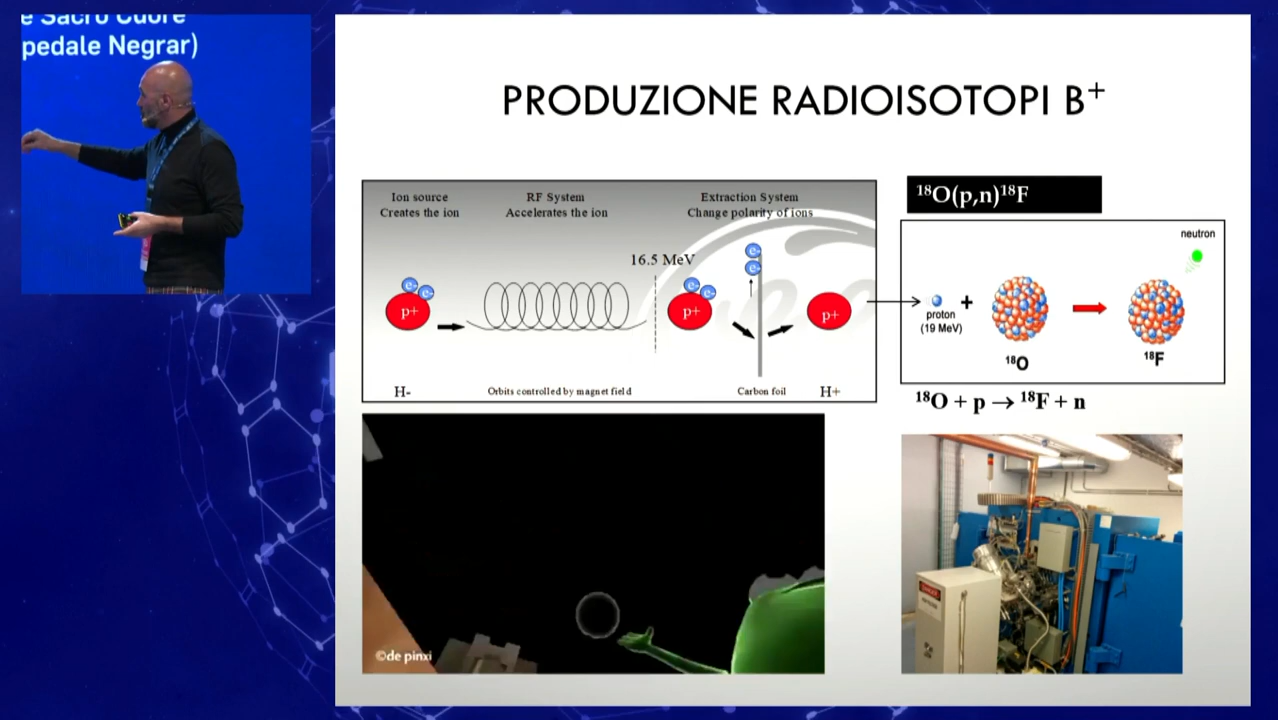 e Sacro Cuore
pedale Negrar)
PRODUZIONE RADIOISOTOPI B⁺
Ion source
Creates the ion
RF System
Accelerates the ion
Extraction System
Change polarity of ions
16.5 MeV
e-
e-
p+
e-
e-
p+
e-
e-
p+
H-
Orbits controlled by magnet field
Carbon foil
H+
¹⁸O(p,n)¹⁸F
neutron
proton
(19 MeV)
+
¹⁸O
¹⁸F
¹⁸O + p → ¹⁸F + n
©de pinxi
DANGER